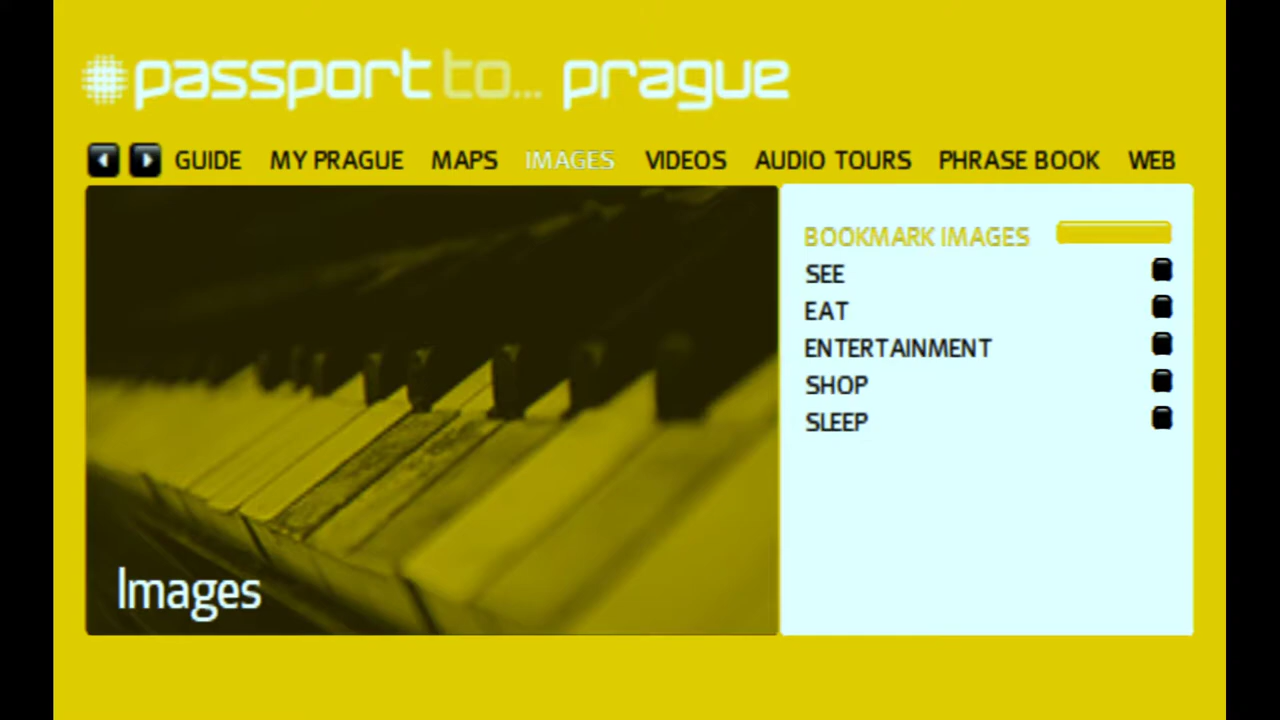 passport to... prague
GUIDE MY PRAGUE MAPS IMAGES VIDEOS AUDIO TOURS PHRASE BOOK WEB
BOOKMARK IMAGES
SEE
EAT
ENTERTAINMENT
SHOP
SLEEP
Images